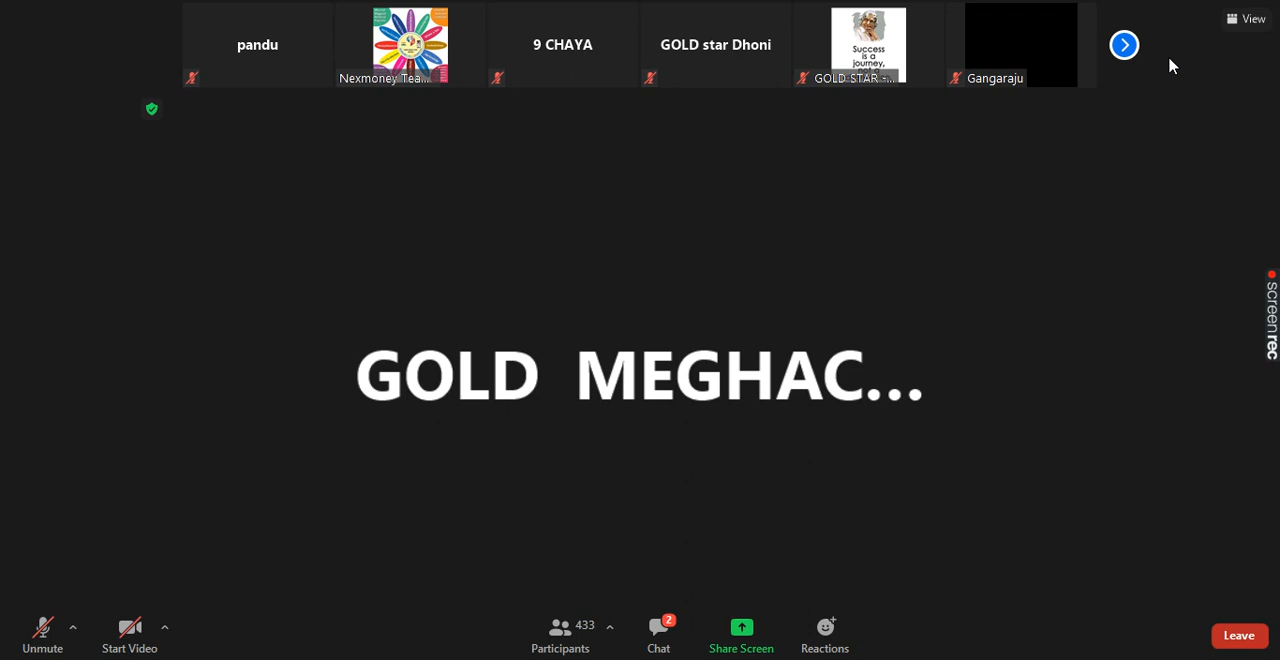 pandu
Nexmoney Tea...
9 CHAYA
GOLD star Dhoni
Success
is a
journey,
GOLD STAR -...
Gangaraju
View
GOLD MEGHAC...
screenrec
Unmute
Start Video
433
Participants
2
Chat
Share Screen
Reactions
Leave